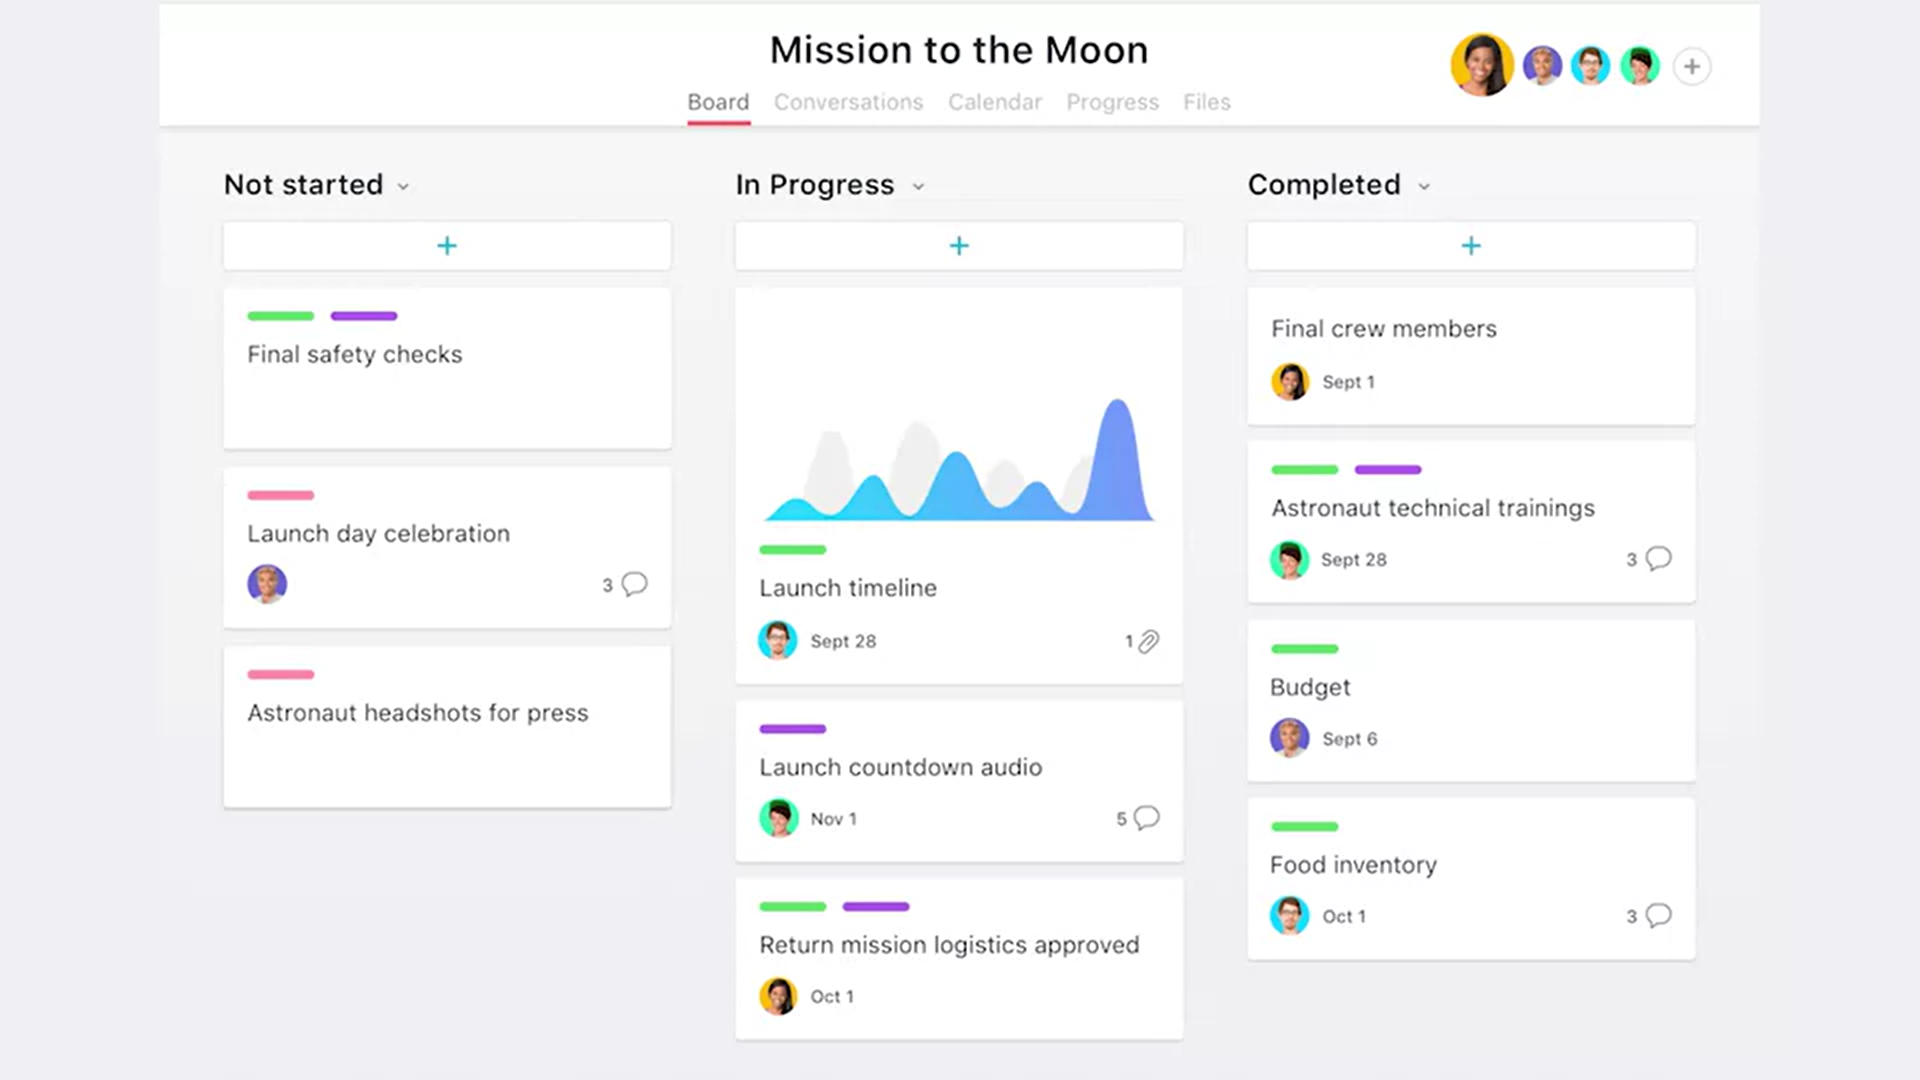 Mission to the Moon
Board Conversations Calendar Progress Files
Not started
Final safety checks
Launch day celebration
3
Astronaut headshots for press
In Progress
Launch timeline
Sept 28 1
Launch countdown audio
Nov 1 5
Return mission logistics approved
Oct 1
Completed
Final crew members
Sept 1
Astronaut technical trainings
Sept 28 3
Budget
Sept 6
Food inventory
Oct 1 3